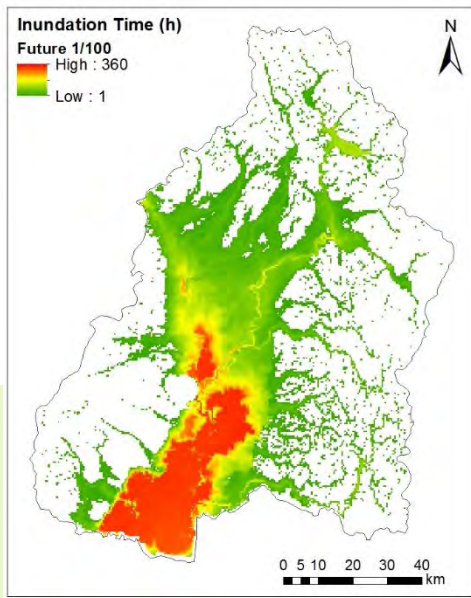 Inundation Time (h)
Future 1/100
High : 360
Low : 1
N
0 5 10 20 30 40
km